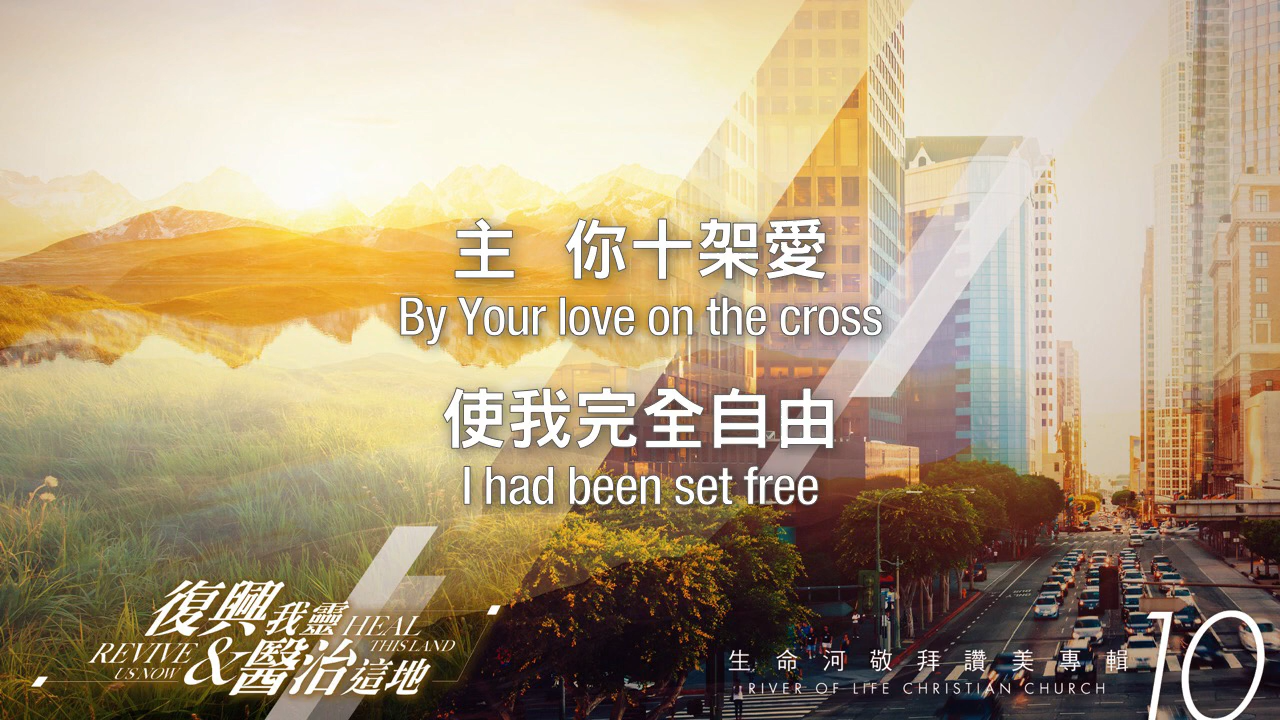 主 你十架愛
By Your love on the cross
使我完全自由
I had been set free
復興我靈 HEAL
REVIVE & 醫治這地 THIS LAND
US NOW
生命河敬拜讚美專輯 10
RIVER OF LIFE CHRISTIAN CHURCH